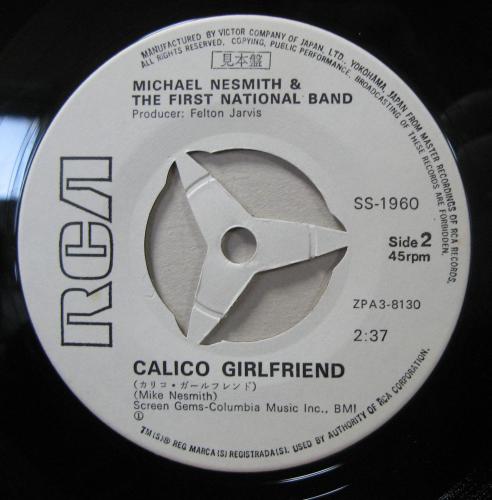 MANUFACTURED BY VICTOR COMPANY OF JAPAN, LTD. YOKOHAMA, JAPAN FROM MASTER RECORDINGS OF RCA RECORDS.
ALL RIGHTS RESERVED. COPYING, PUBLIC PERFORMANCE, BROADCASTING OF THESE RECORDS ARE FORBIDDEN.
見本盤
MICHAEL NESMITH &
THE FIRST NATIONAL BAND
Producer: Felton Jarvis
RCA
SS-1960
Side 2
45rpm
ZPA3-8130
2:37
CALICO GIRLFRIEND
(カリコ・ガールフレンド)
(Mike Nesmith)
Screen Gems-Columbia Music Inc., BMI
TM(S)® REG MARCA(S) REGISTRADA(S). USED BY AUTHORITY OF RCA CORPORATION.